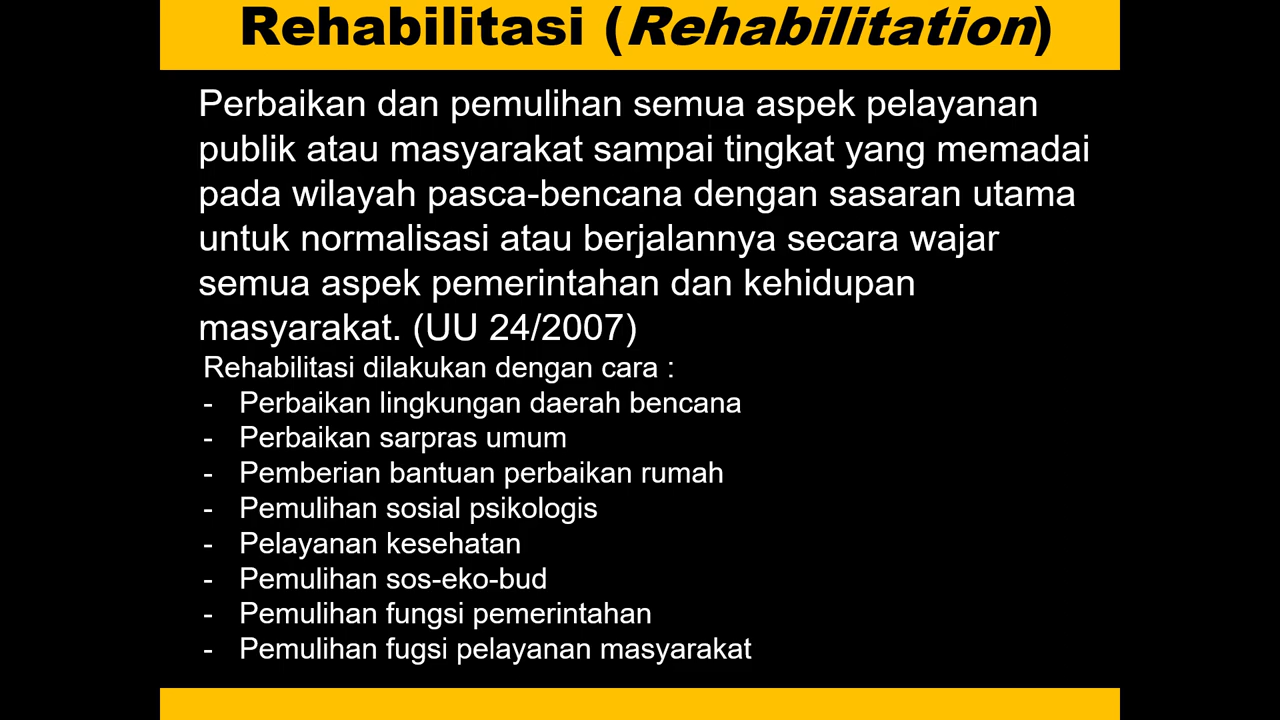 Rehabilitasi (Rehabilitation)
Perbaikan dan pemulihan semua aspek pelayanan
publik atau masyarakat sampai tingkat yang memadai
pada wilayah pasca-bencana dengan sasaran utama
untuk normalisasi atau berjalannya secara wajar
semua aspek pemerintahan dan kehidupan
masyarakat. (UU 24/2007)
Rehabilitasi dilakukan dengan cara :
- Perbaikan lingkungan daerah bencana
- Perbaikan sarpras umum
- Pemberian bantuan perbaikan rumah
- Pemulihan sosial psikologis
- Pelayanan kesehatan
- Pemulihan sos-eko-bud
- Pemulihan fungsi pemerintahan
- Pemulihan fugsi pelayanan masyarakat